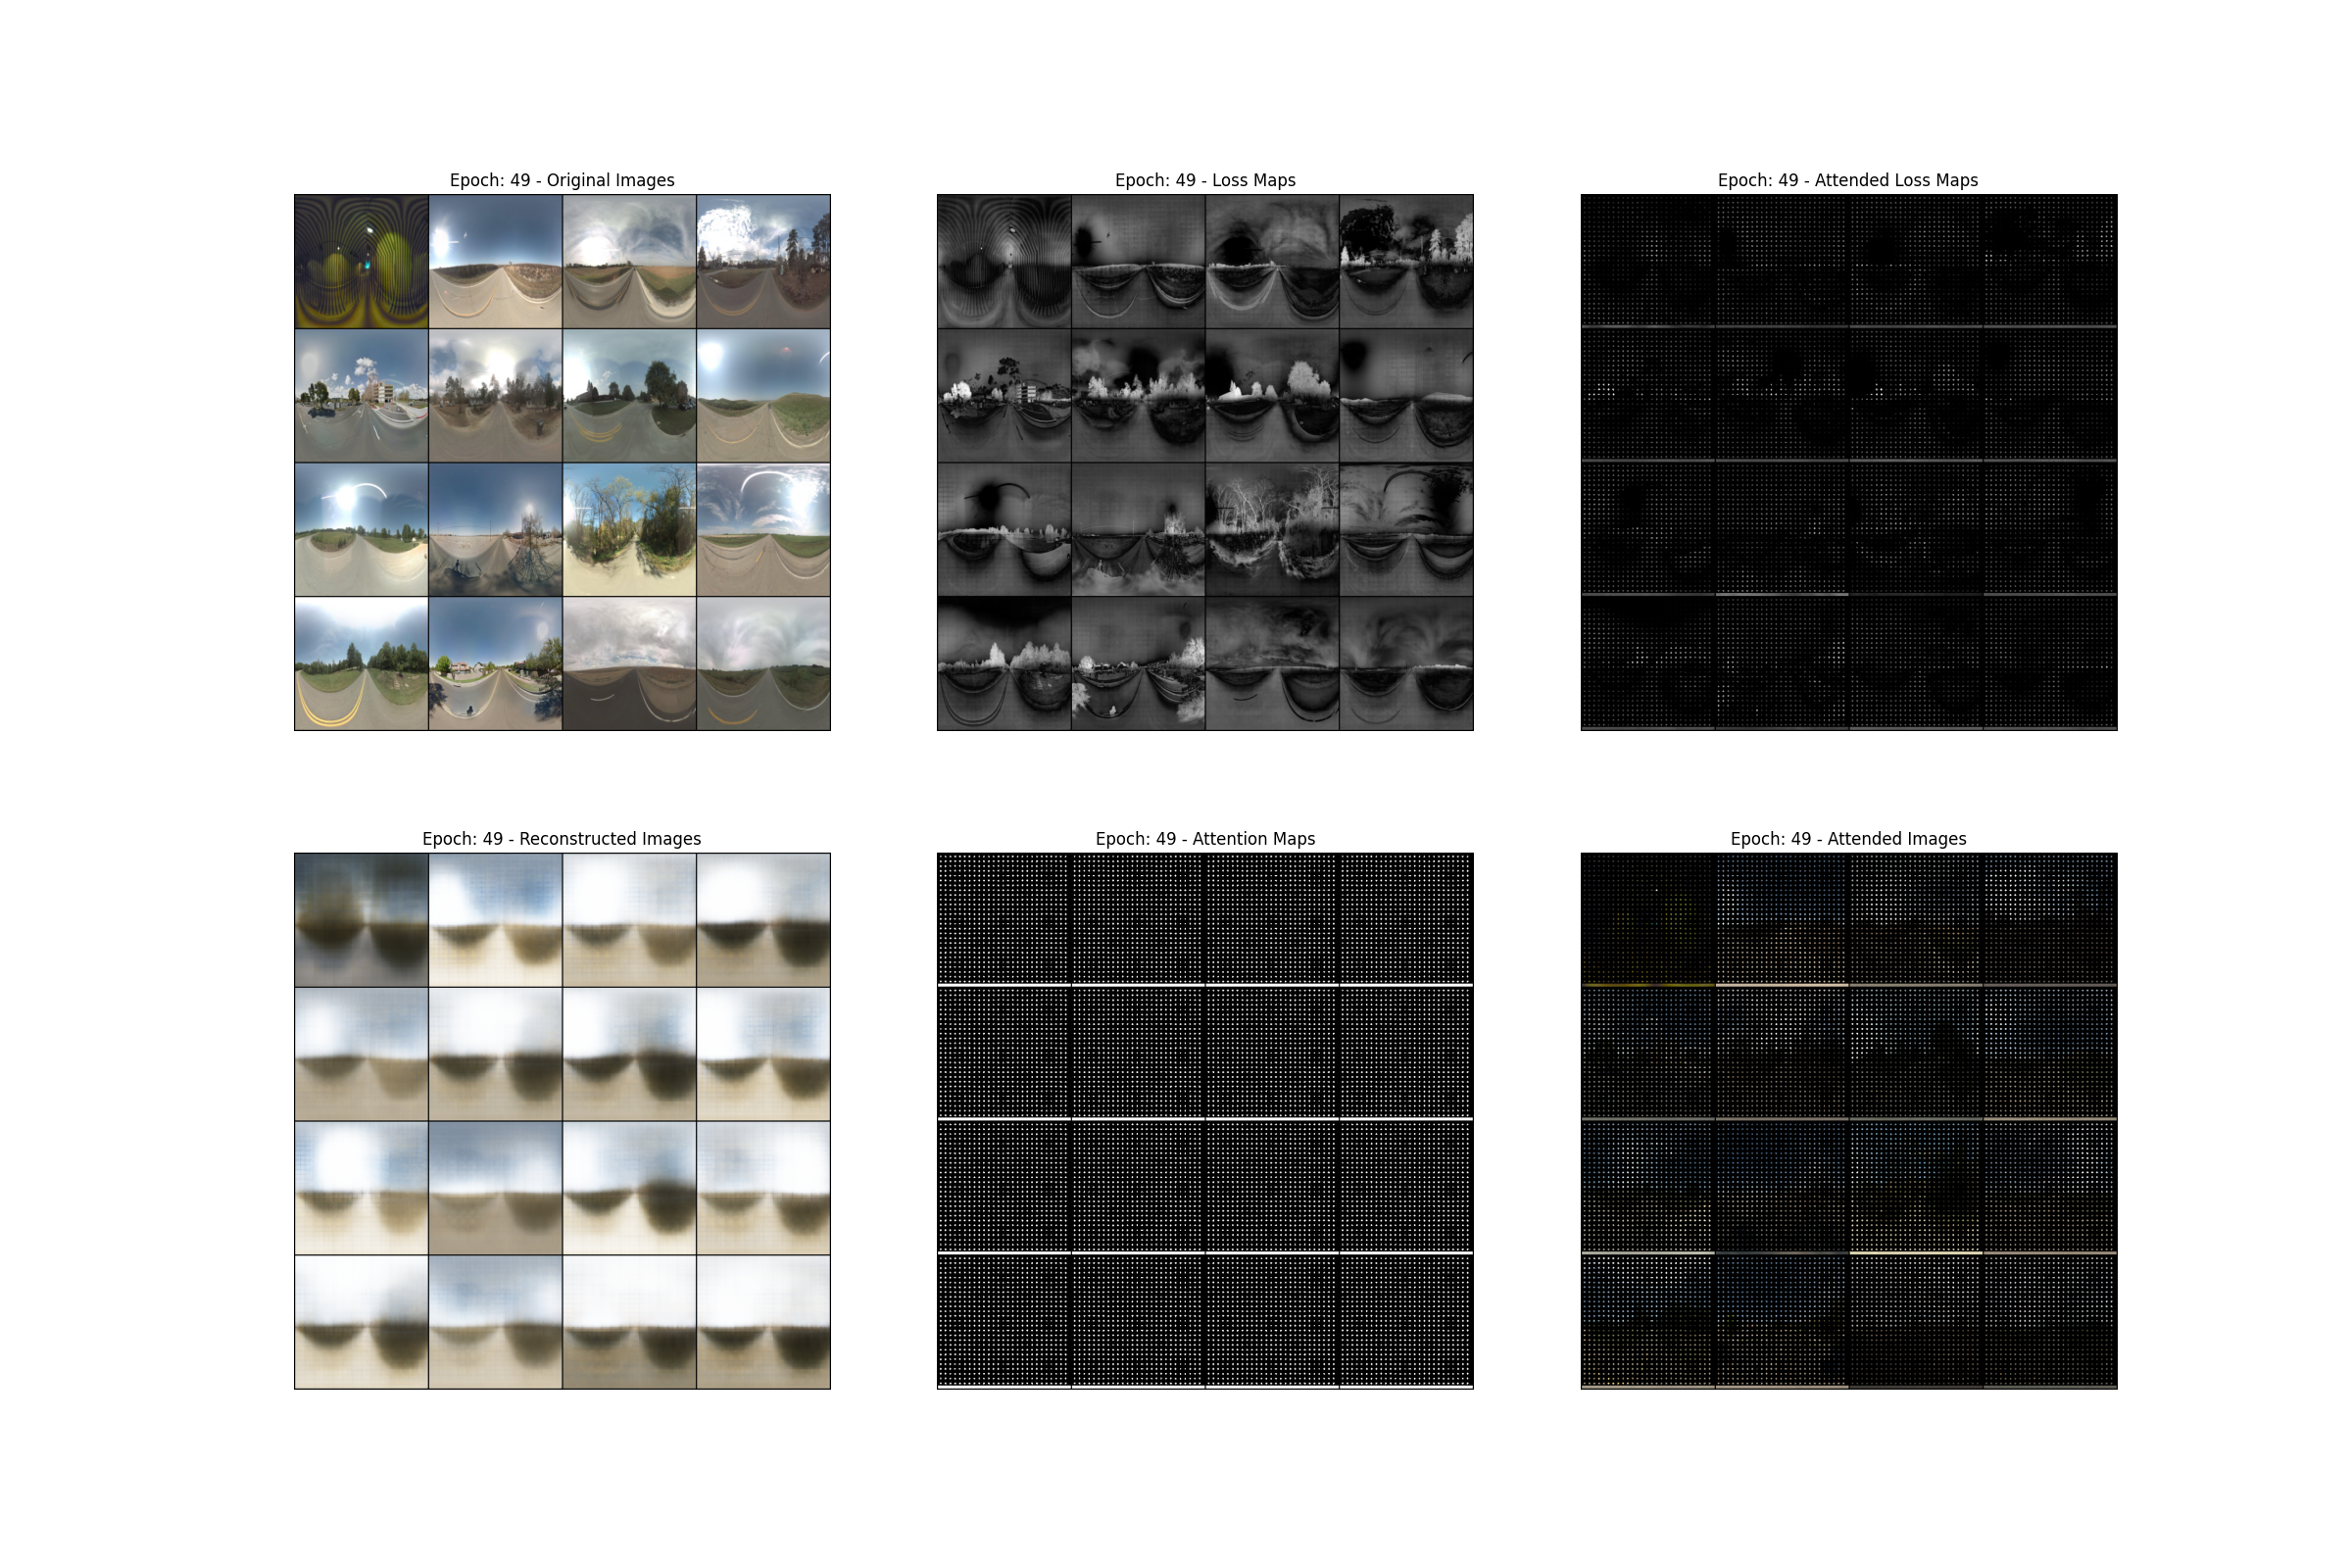 Epoch: 49 - Original Images
Epoch: 49 - Loss Maps
Epoch: 49 - Attended Loss Maps
Epoch: 49 - Reconstructed Images
Epoch: 49 - Attention Maps
Epoch: 49 - Attended Images